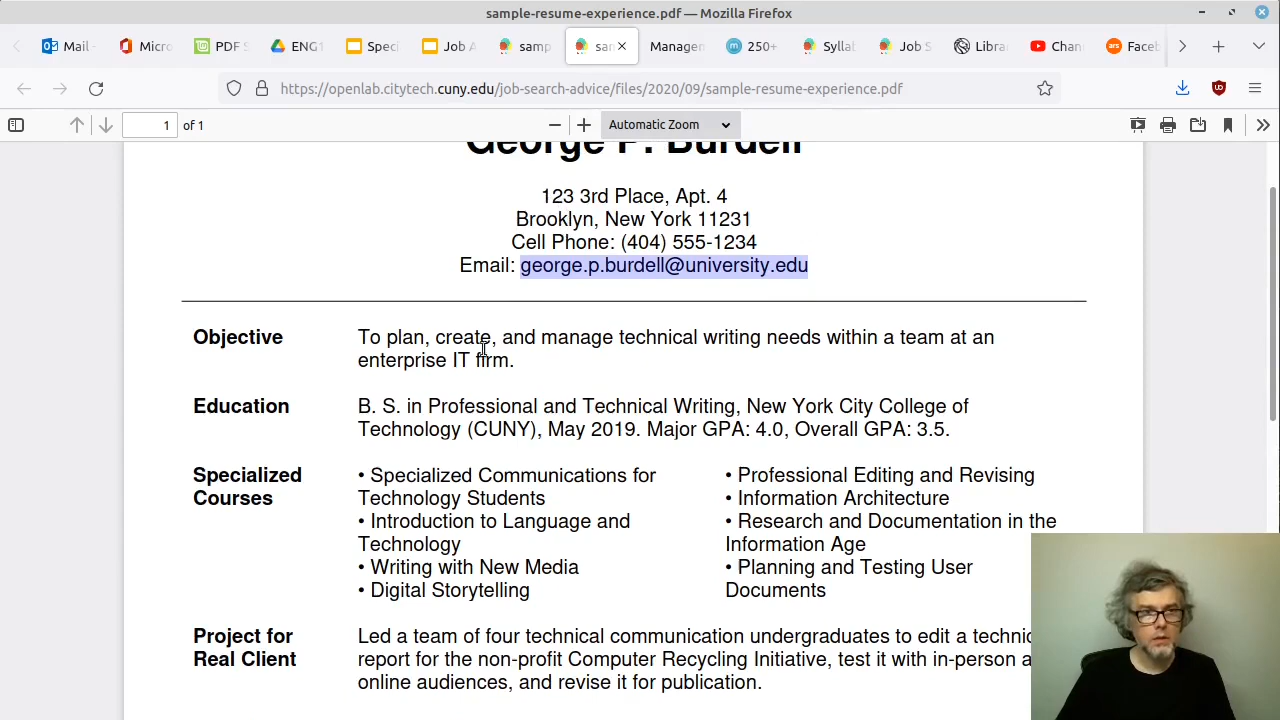 sample-resume-experience.pdf — Mozilla Firefox
Mail
Micro
PDF S
ENG1
Speci
Job A
samp
san
Managem
250+
Sylla
Job S
Libra
Chan
Faceb
https://openlab.citytech.cuny.edu/job-search-advice/files/2020/09/sample-resume-experience.pdf
1 of 1
Automatic Zoom
George P. Burdell
123 3rd Place, Apt. 4
Brooklyn, New York 11231
Cell Phone: (404) 555-1234
Email: george.p.burdell@university.edu
Objective To plan, create, and manage technical writing needs within a team at an
enterprise IT firm.
Education B. S. in Professional and Technical Writing, New York City College of
Technology (CUNY), May 2019. Major GPA: 4.0, Overall GPA: 3.5.
Specialized
Courses
• Specialized Communications for
Technology Students
• Introduction to Language and
Technology
• Writing with New Media
• Digital Storytelling
• Professional Editing and Revising
• Information Architecture
• Research and Documentation in the
Information Age
• Planning and Testing User
Documents
Project for
Real Client
Led a team of four technical communication undergraduates to edit a technic
report for the non-profit Computer Recycling Initiative, test it with in-person a
online audiences, and revise it for publication.